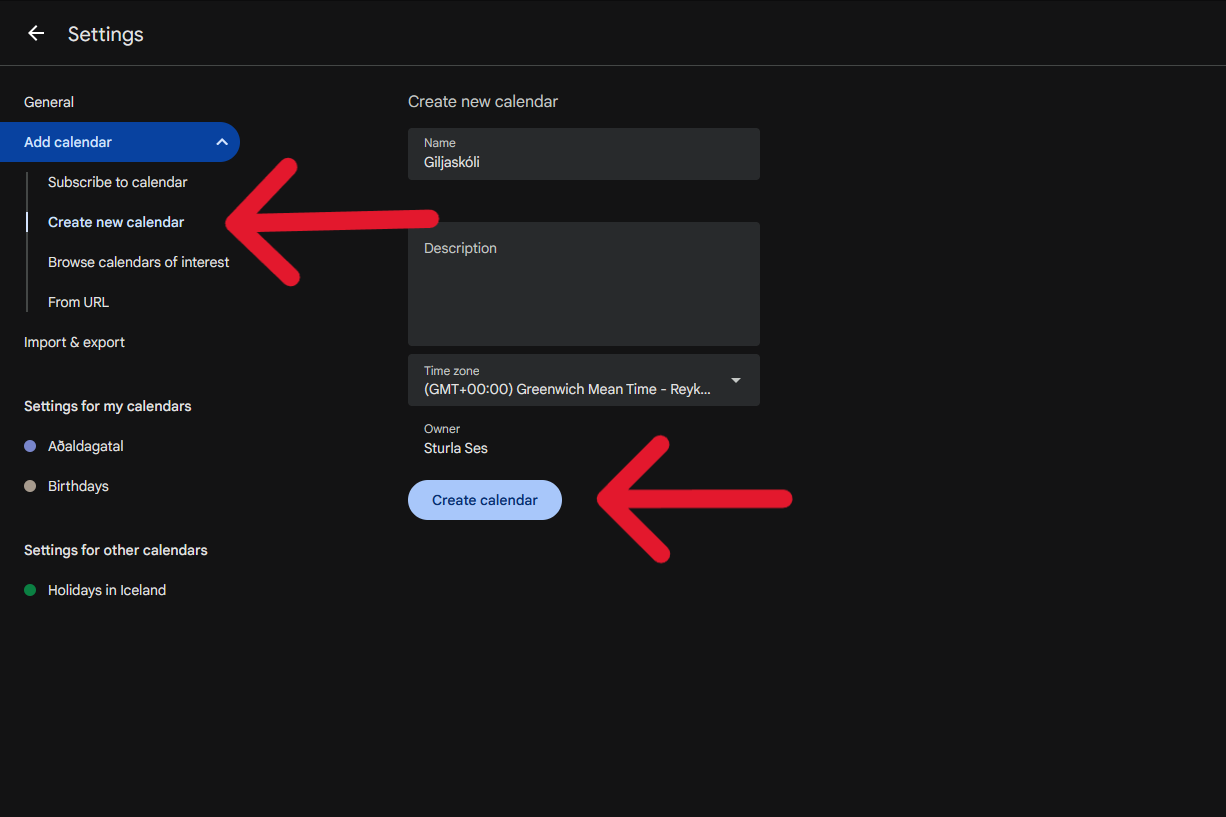 Settings
General
Add calendar
Subscribe to calendar
Create new calendar
Browse calendars of interest
From URL
Import & export
Settings for my calendars
Aðaldagatal
Birthdays
Settings for other calendars
Holidays in Iceland
Create new calendar
Name
Giljaskóli
Description
Time zone
(GMT+00:00) Greenwich Mean Time - Reyk...
Owner
Sturla Ses
Create calendar